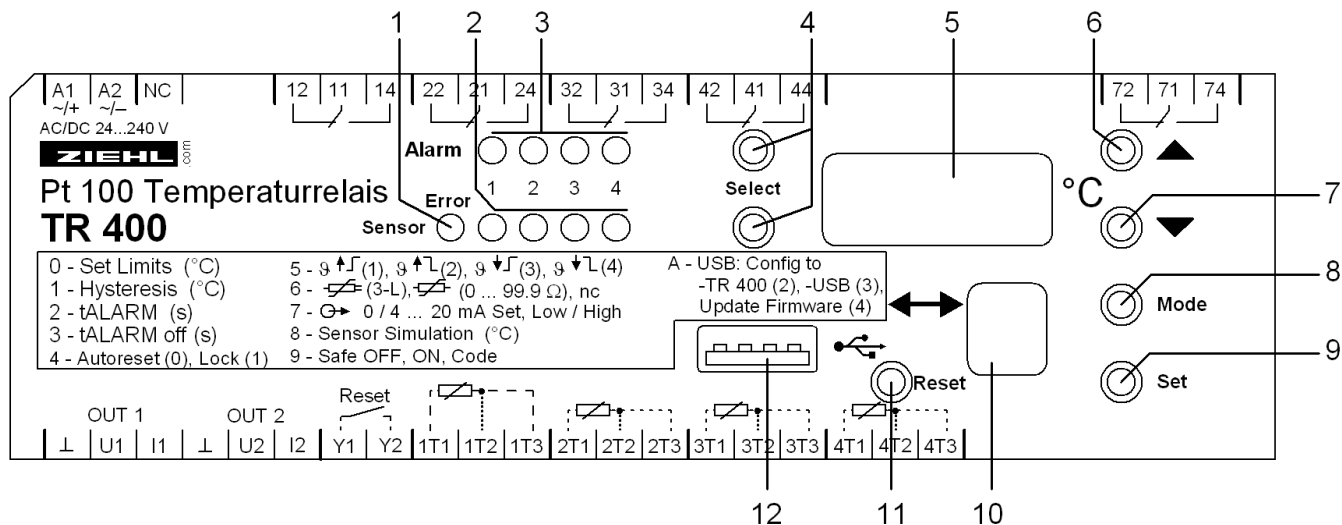 1 2 3 4 5 6
A1 A2 NC 12 11 14 22 21 24 32 31 34 42 41 44 72 71 74
~/+ ~/–
AC/DC 24...240 V
ZIEHL .com
Alarm
1 2 3 4
Select
°C
Pt 100 Temperaturrelais
Error
TR 400
Sensor
7
0 - Set Limits (°C)
1 - Hysteresis (°C)
2 - tALARM (s)
3 - tALARM off (s)
4 - Autoreset (0), Lock (1)
5 - ϑ (1), ϑ (2), ϑ (3), ϑ (4)
6 - (3-L), (0 ... 99.9 Ω), nc
7 - 0 / 4 ... 20 mA Set, Low / High
8 - Sensor Simulation (°C)
9 - Safe OFF, ON, Code
A - USB: Config to
-TR 400 (2), -USB (3),
Update Firmware (4)
Mode
8
Reset
Set
9
OUT 1 OUT 2 Reset
⊥ U1 I1 ⊥ U2 I2 Y1 Y2 1T1 1T2 1T3 2T1 2T2 2T3 3T1 3T2 3T3 4T1 4T2 4T3
12 11 10